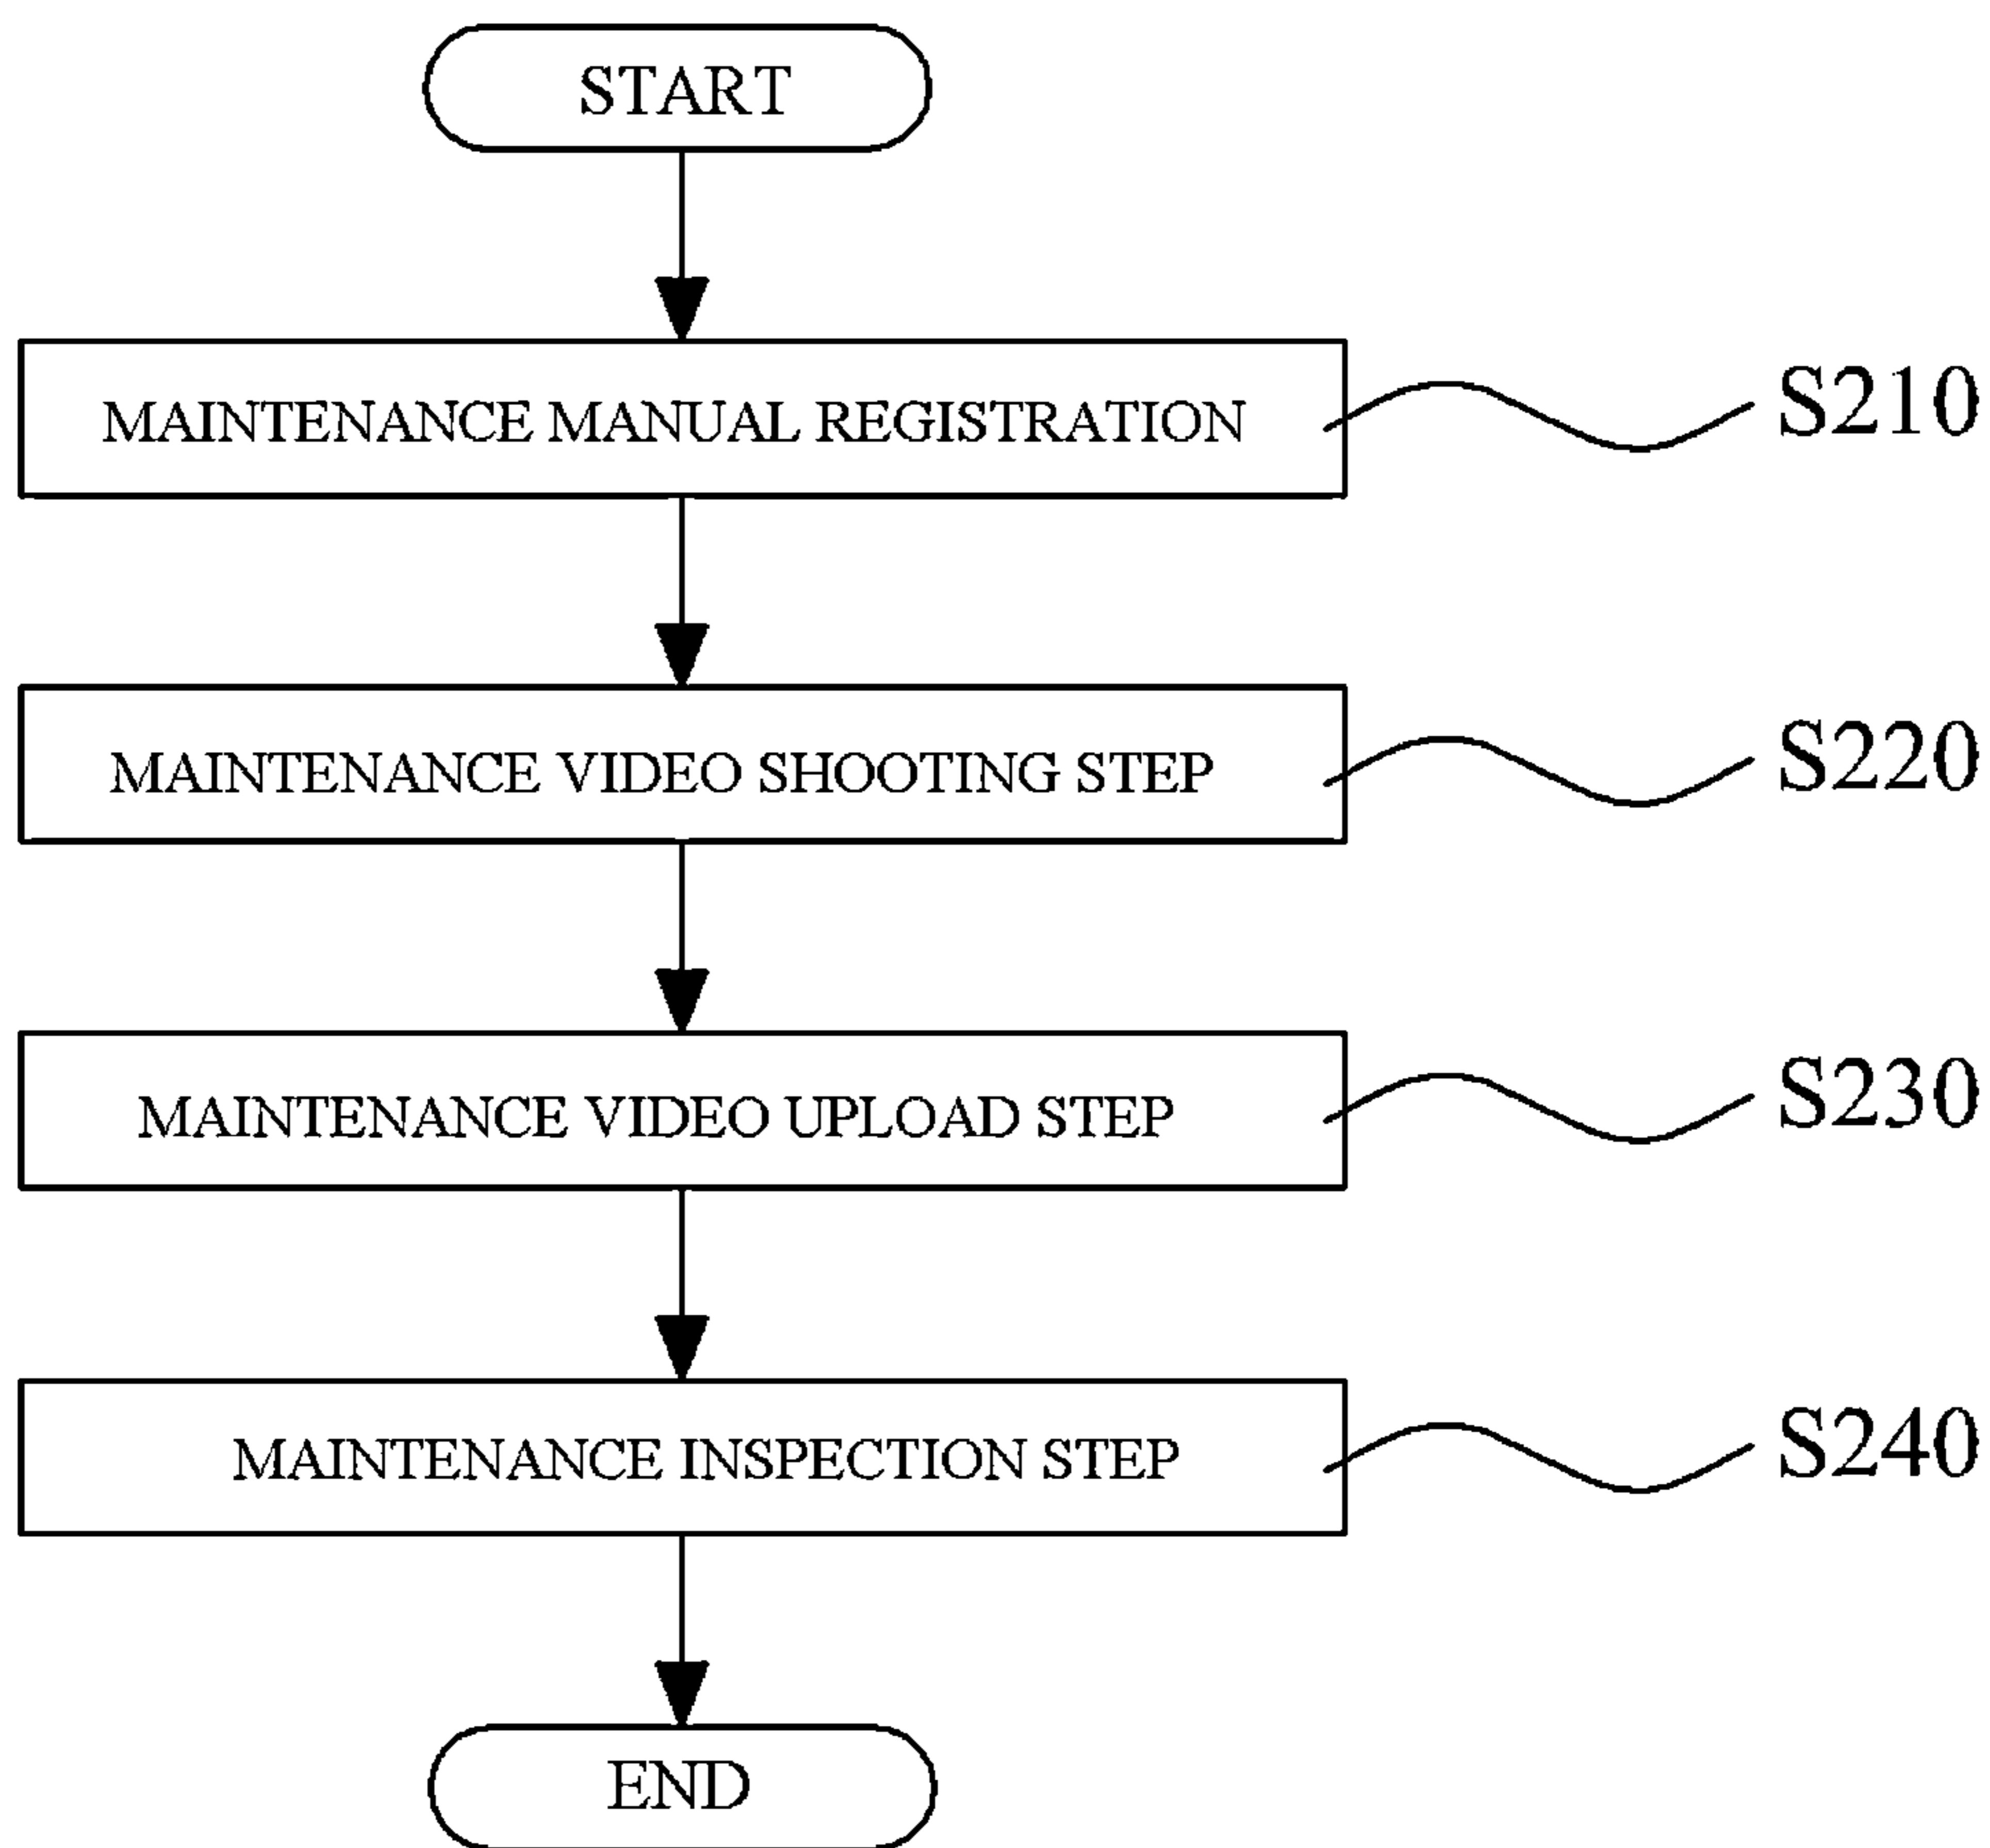 START
MAINTENANCE MANUAL REGISTRATION
S210
MAINTENANCE VIDEO SHOOTING STEP
S220
MAINTENANCE VIDEO UPLOAD STEP
S230
MAINTENANCE INSPECTION STEP
S240
END